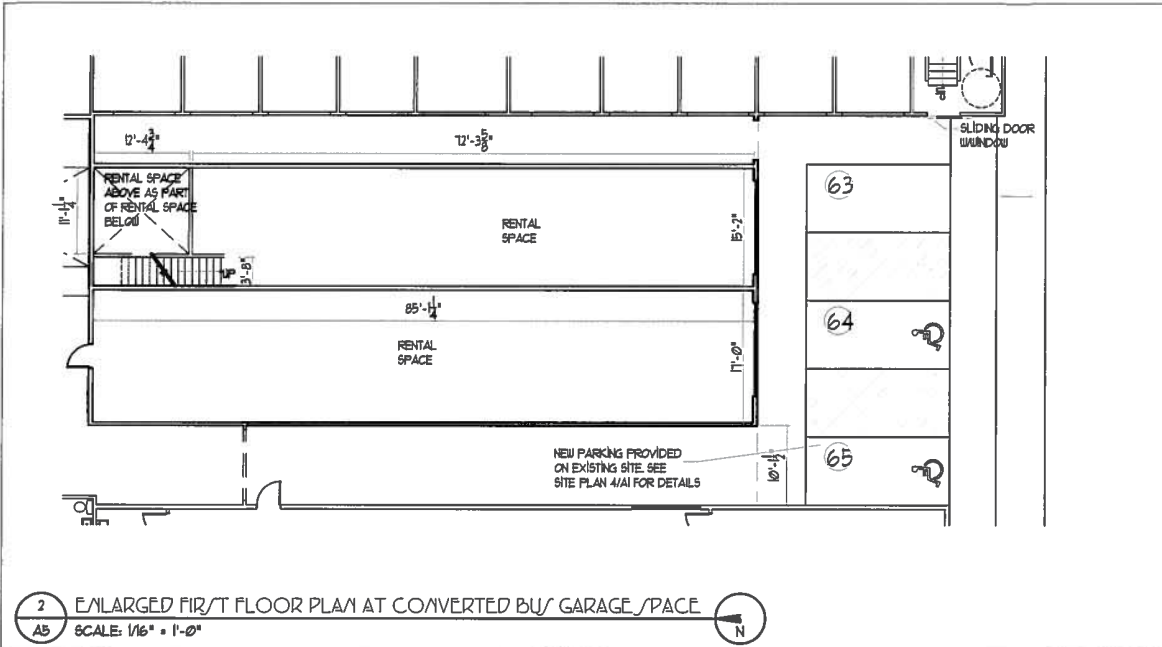 UP
SLIDING DOOR
W/WINDOW
12'-4 3/4"
72'-3 5/8"
RENTAL SPACE
ABOVE AS PART
OF RENTAL SPACE
BELOW
11'-1 1/4"
RENTAL
SPACE
15'-2"
63
UP
3'-8"
85'-1 1/4"
64
RENTAL
SPACE
17'-0"
NEW PARKING PROVIDED
ON EXISTING SITE. SEE
SITE PLAN 4/A1 FOR DETAILS
10'-1 1/2"
65
2
A5
ENLARGED FIRST FLOOR PLAN AT CONVERTED BUS GARAGE SPACE
SCALE: 1/16" = 1'-0"
N